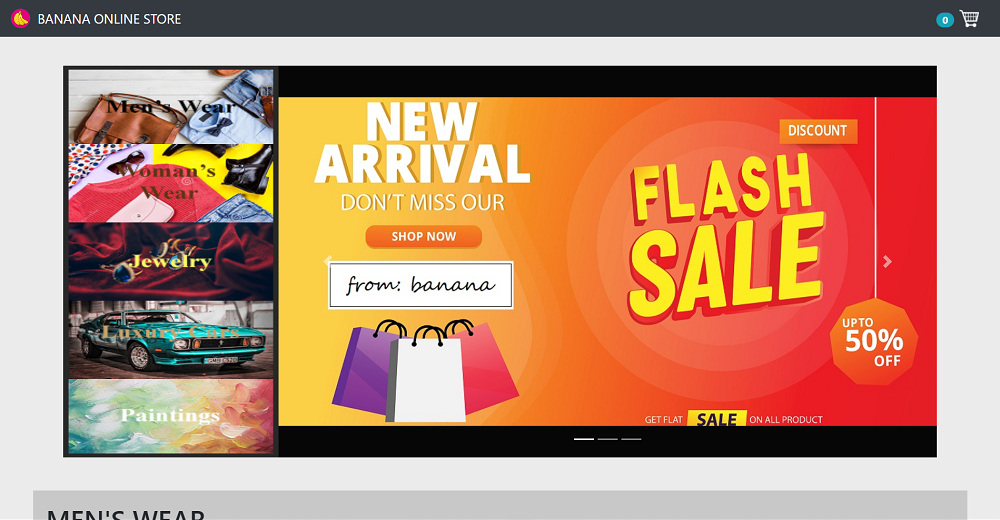 BANANA ONLINE STORE
0
Men's Wear
Woman's
Wear
Jewelry
Luxury Cars
Paintings
NEW
ARRIVAL
DON'T MISS OUR
SHOP NOW
from: banana
DISCOUNT
FLASH
SALE
UPTO
50%
OFF
GET FLAT SALE ON ALL PRODUCT
MEN'S WEAR